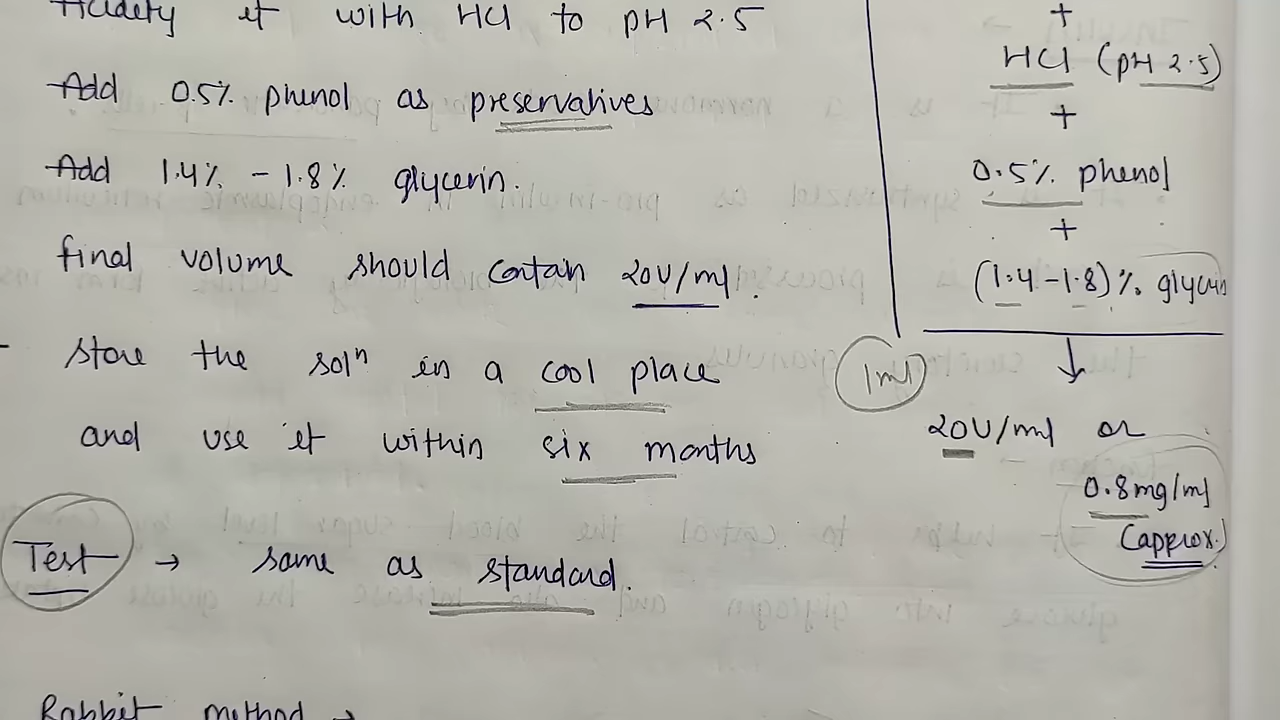 Acidify it with HCl to pH 2.5
Add 0.5% phenol as preservatives
Add 1.4% - 1.8% glycerin.
final volume should contain 20U/ml.
- store the solⁿ in a cool place
and use it within six months
Test → same as standard.
Rabbit method →
+
HCl (pH 2.5)
+
0.5% phenol
+
(1.4-1.8)% glycerin
↓
1ml
20U/ml or
0.8mg/ml
(approx.)